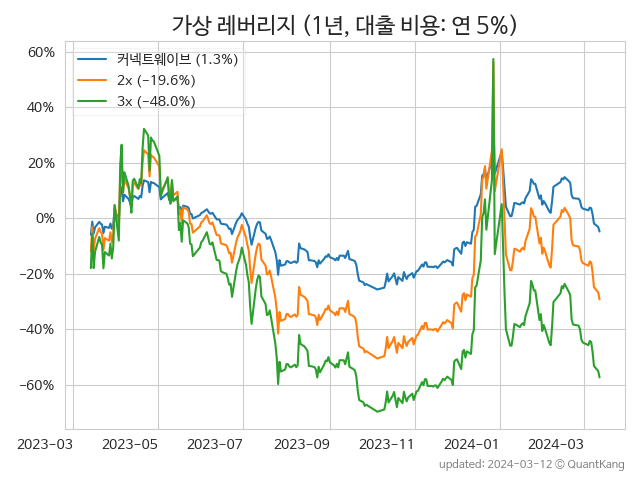 가상 레버리지 (1년, 대출 비용: 연 5%)
60%
40%
20%
0%
−20%
−40%
−60%
커넥트웨이브 (1.3%)
2x (−19.6%)
3x (−48.0%)
2023-03
2023-05
2023-07
2023-09
2023-11
2024-01
2024-03
updated: 2024-03-12 © QuantKang